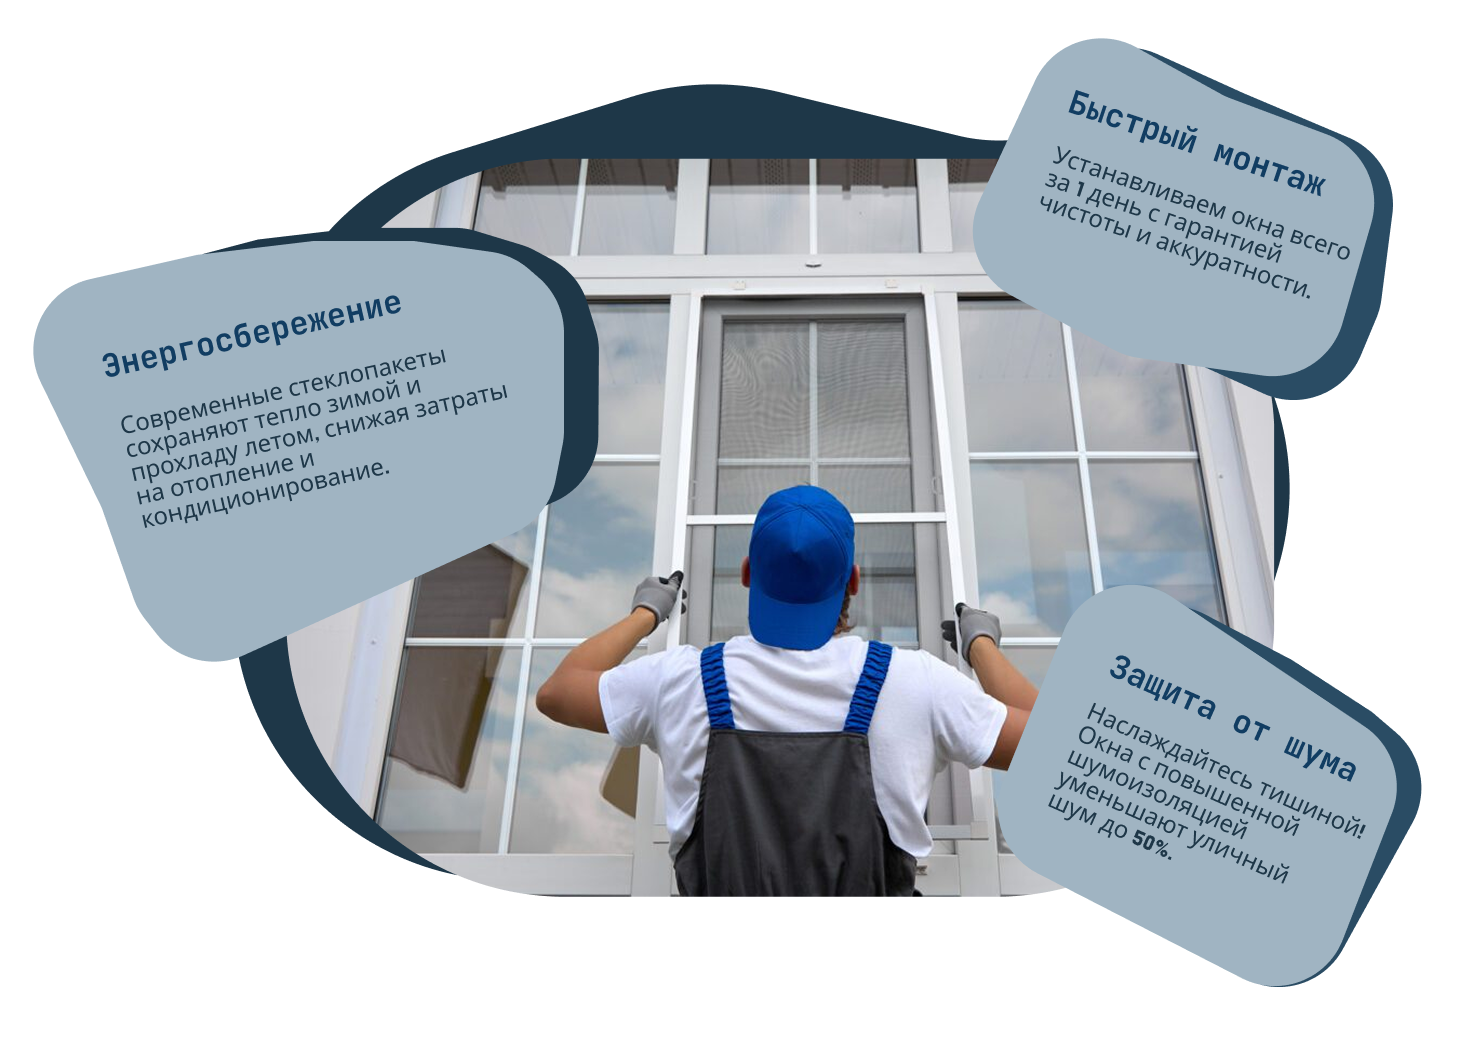 Быстрый монтаж
Устанавливаем окна всего
за 1 день с гарантией
чистоты и аккуратности.
Энергосбережение
Современные стеклопакеты
сохраняют тепло зимой и
прохладу летом, снижая затраты
на отопление и
кондиционирование.
Защита от шума
Наслаждайтесь тишиной!
Окна с повышенной
шумоизоляцией
уменьшают уличный
шум до 50%.